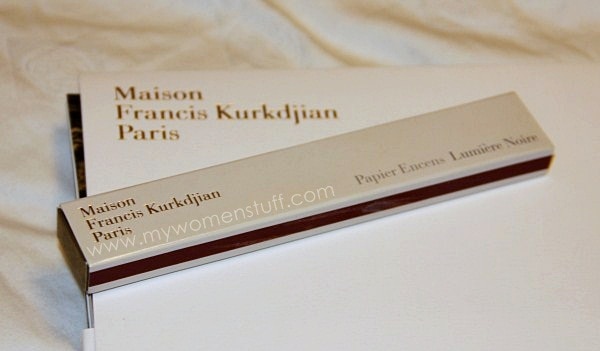 Maison
Francis Kurkdjian
Paris
Maison
Francis Kurkdjian
Paris
Papier Encens Lumière Noire
www.mywomenstuff.com